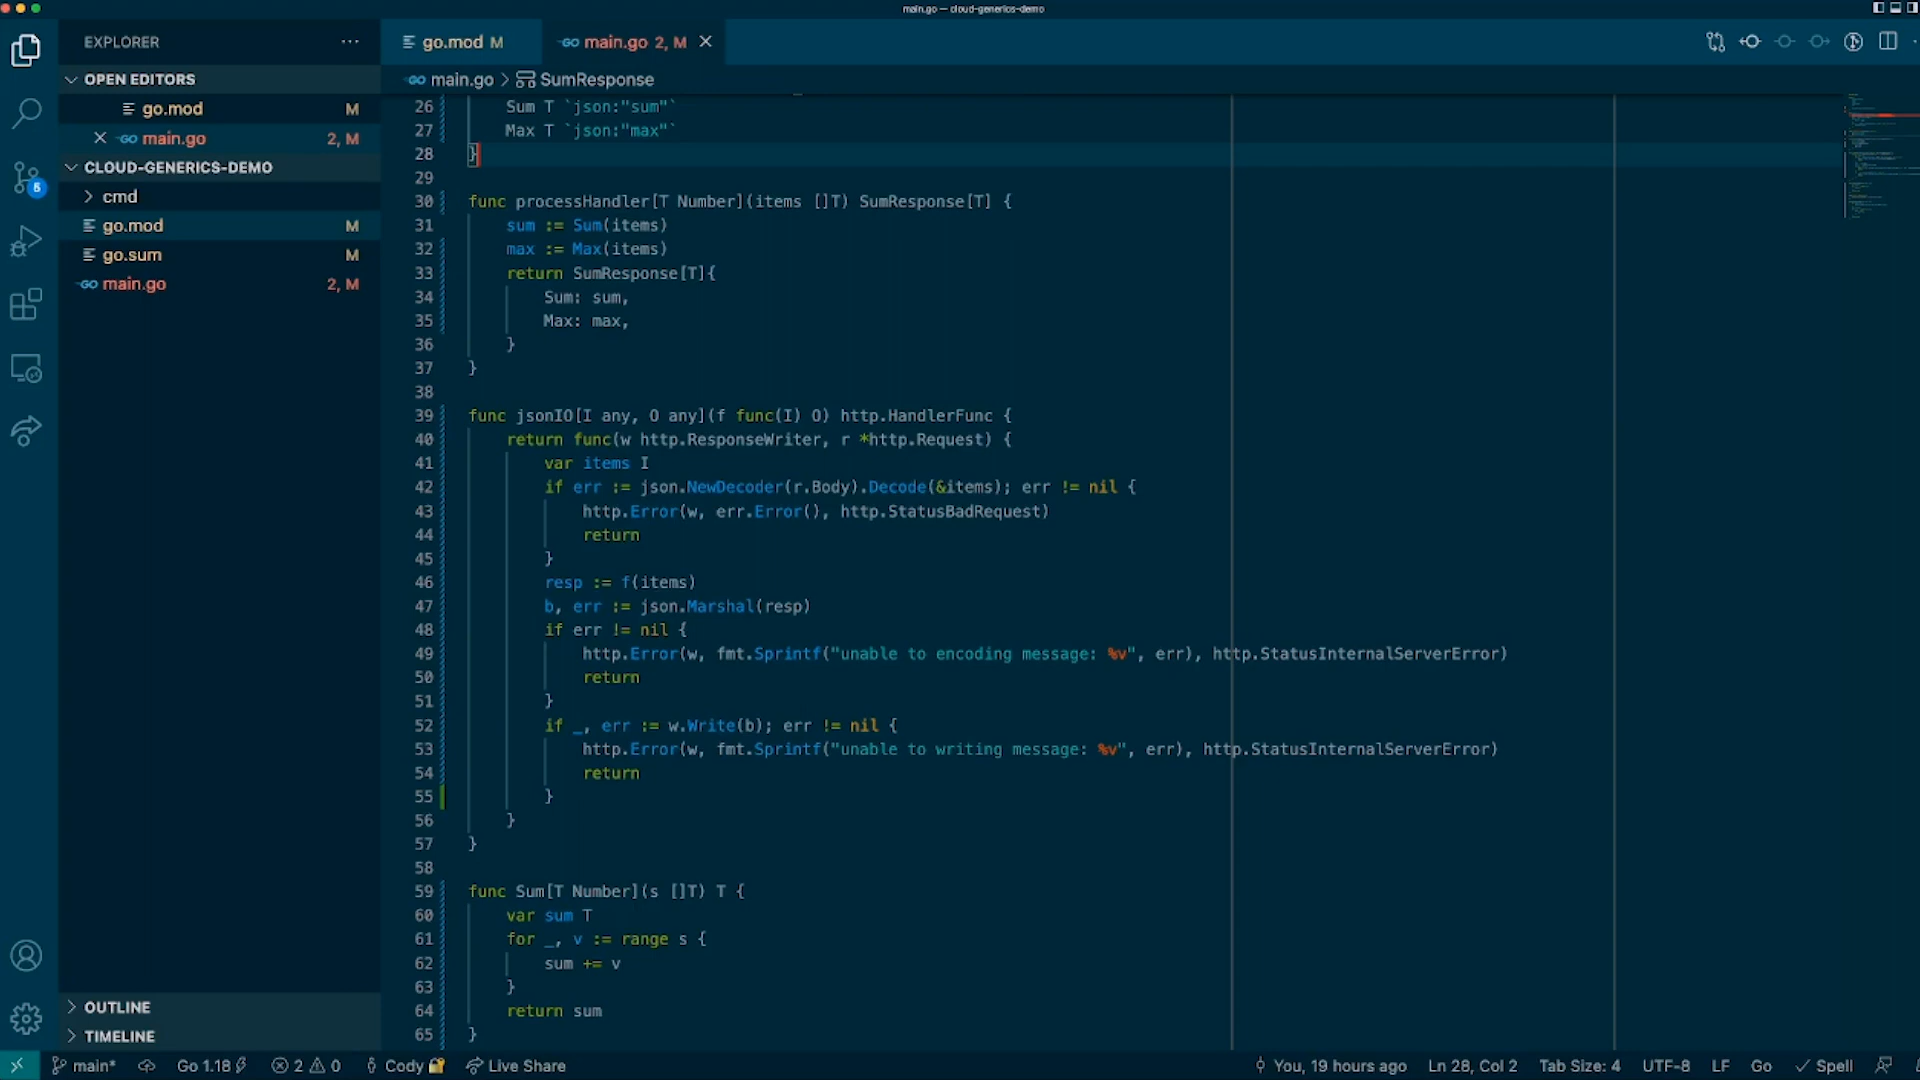 main.go — cloud-generics-demo
EXPLORER
OPEN EDITORS
go.mod M
main.go 2, M
CLOUD-GENERICS-DEMO
cmd
go.mod M
go.sum M
main.go 2, M
OUTLINE
TIMELINE
5
go.mod M
main.go 2, M
main.go > SumResponse
26 Sum T `json:"sum"`
27 Max T `json:"max"`
28 }
29
30 func processHandler[T Number](items []T) SumResponse[T] {
31 sum := Sum(items)
32 max := Max(items)
33 return SumResponse[T]{
34 Sum: sum,
35 Max: max,
36 }
37 }
38
39 func jsonIO[I any, O any](f func(I) O) http.HandlerFunc {
40 return func(w http.ResponseWriter, r *http.Request) {
41 var items I
42 if err := json.NewDecoder(r.Body).Decode(&items); err != nil {
43 http.Error(w, err.Error(), http.StatusBadRequest)
44 return
45 }
46 resp := f(items)
47 b, err := json.Marshal(resp)
48 if err != nil {
49 http.Error(w, fmt.Sprintf("unable to encoding message: %v", err), http.StatusInternalServerError)
50 return
51 }
52 if _, err := w.Write(b); err != nil {
53 http.Error(w, fmt.Sprintf("unable to writing message: %v", err), http.StatusInternalServerError)
54 return
55 }
56 }
57 }
58
59 func Sum[T Number](s []T) T {
60 var sum T
61 for _, v := range s {
62 sum += v
63 }
64 return sum
65 }
main* Go 1.18 2 0 Cody Live Share You, 19 hours ago Ln 28, Col 2 Tab Size: 4 UTF-8 LF Go Spell